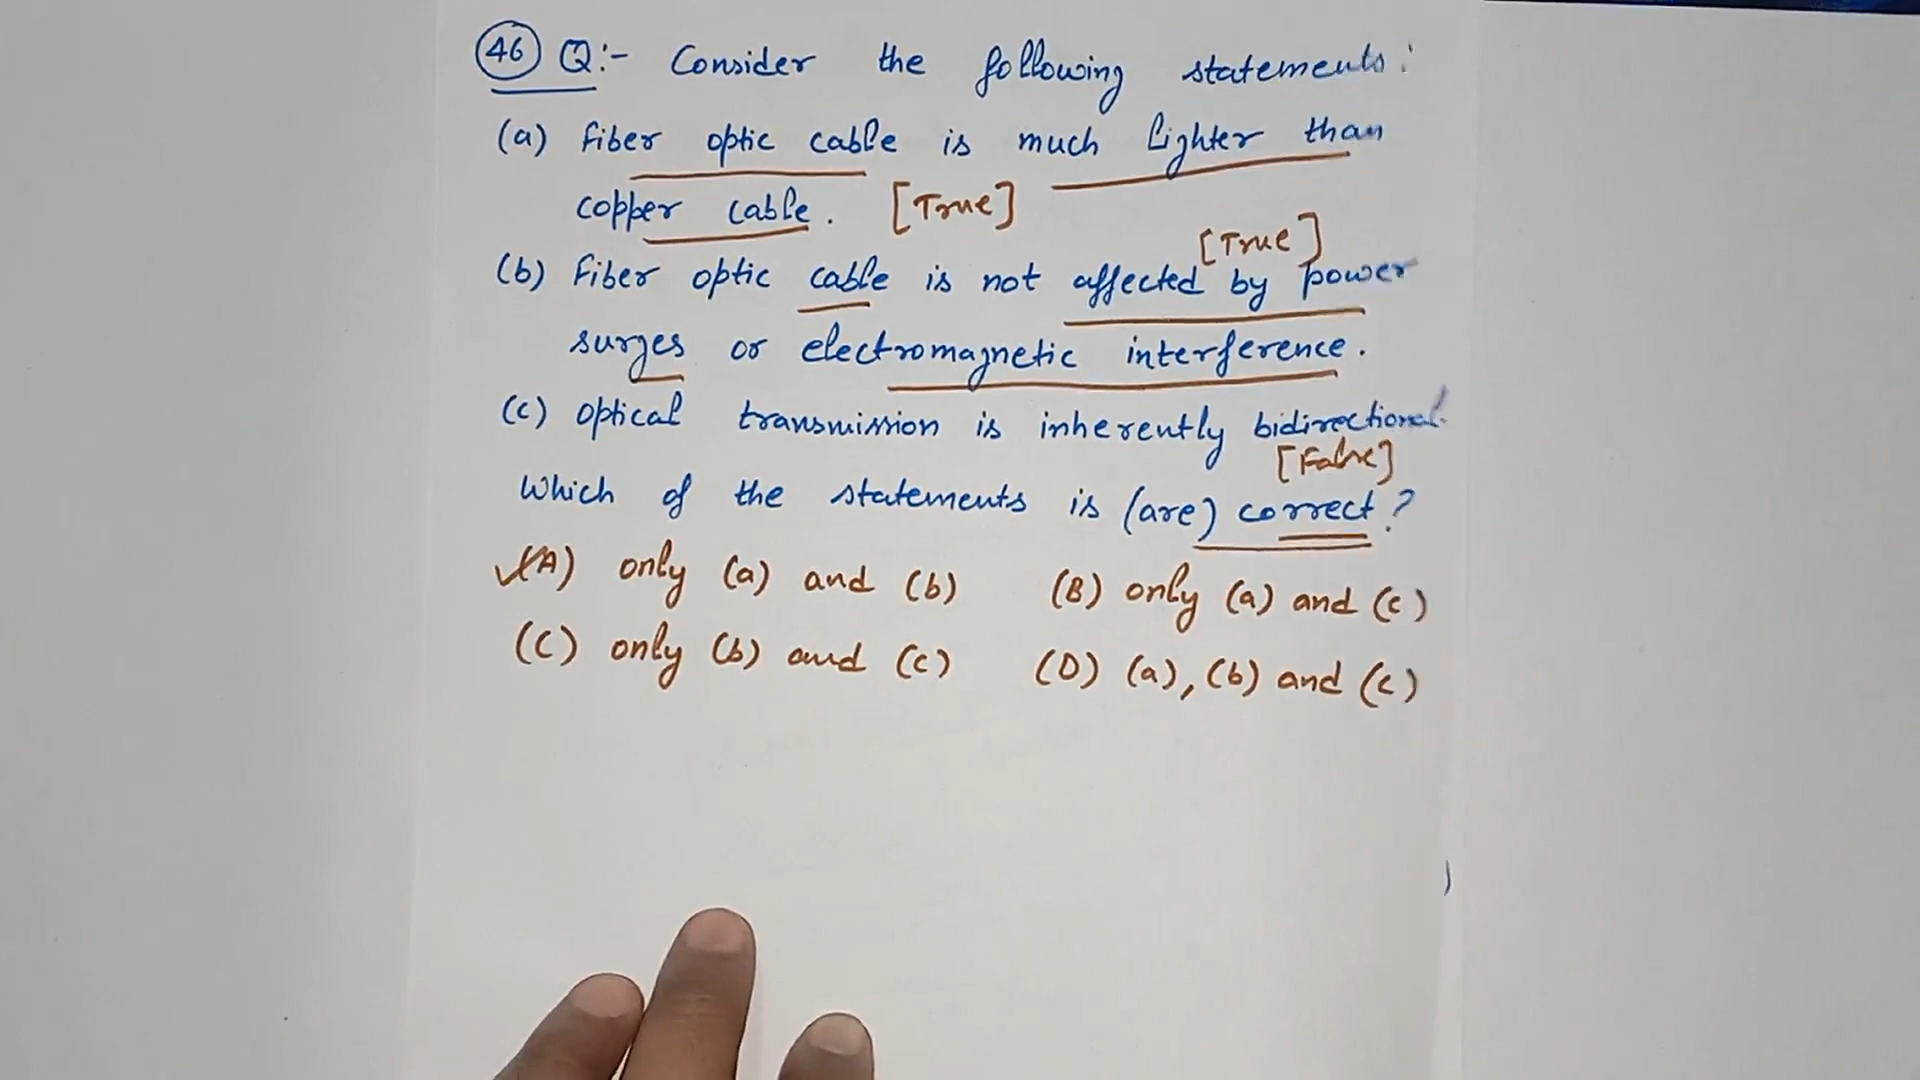 46 Q:- Consider the following statements:
(a) Fiber optic cable is much lighter than
copper cable. [True]
[True]
(b) Fiber optic cable is not affected by power
surges or electromagnetic interference.
(c) optical transmission is inherently bidirectional.
[False]
Which of the statements is (are) correct?
(A) only (a) and (b) (B) only (a) and (c)
(C) only (b) and (c) (D) (a), (b) and (c)